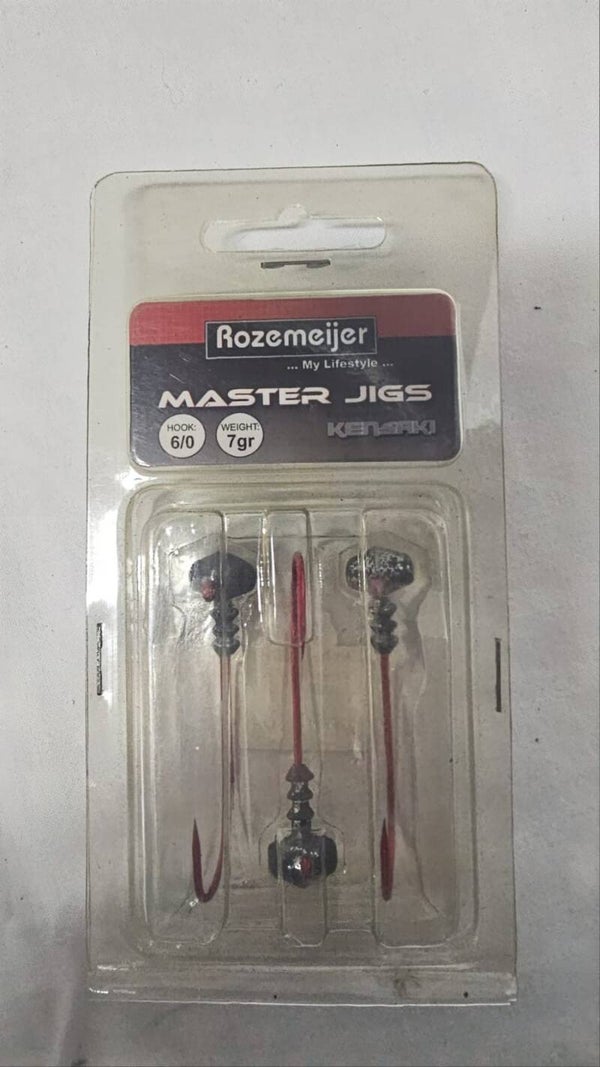 Rozemeijer
... My Lifestyle ...
MASTER JIGS
HOOK: 6/0
WEIGHT: 7gr
KENSAKI